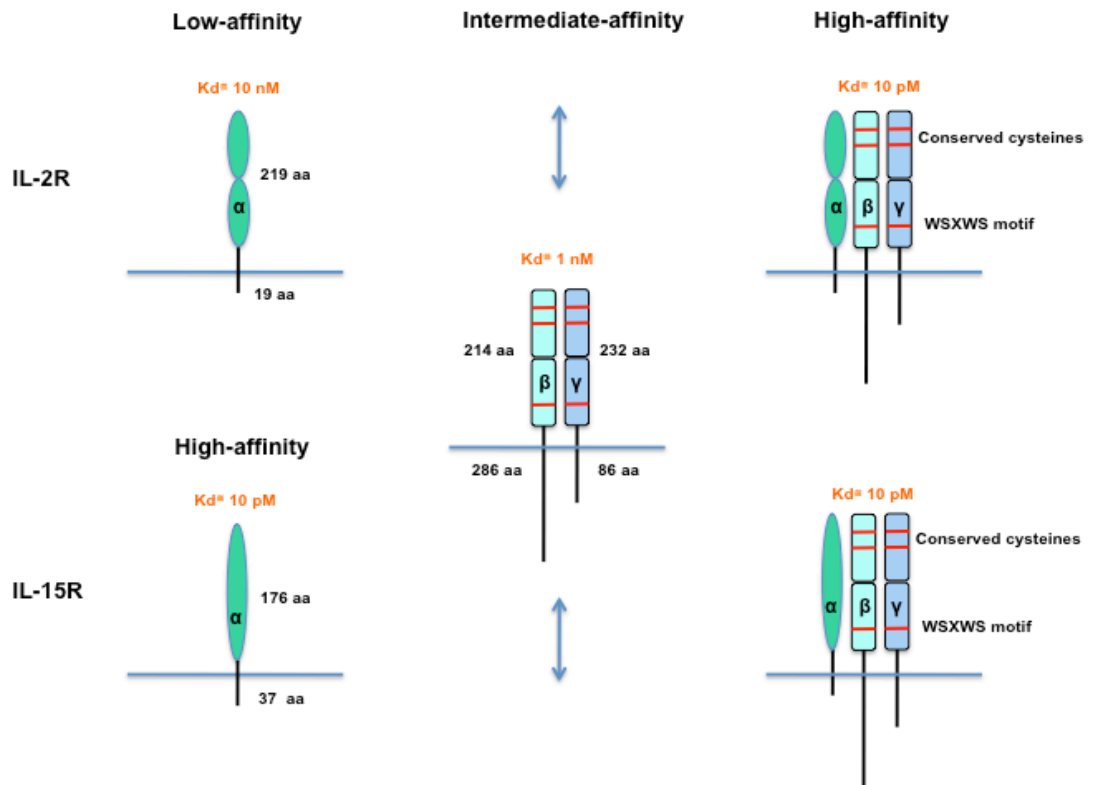 Low-affinity
Intermediate-affinity
High-affinity
Kd= 10 nM
Kd= 10 pM
Conserved cysteines
219 aa
IL-2R
α
α
β
γ
WSXWS motif
Kd= 1 nM
19 aa
214 aa
232 aa
β
γ
High-affinity
286 aa
86 aa
Kd= 10 pM
Kd= 10 pM
Conserved cysteines
IL-15R
176 aa
α
α
β
γ
WSXWS motif
37 aa